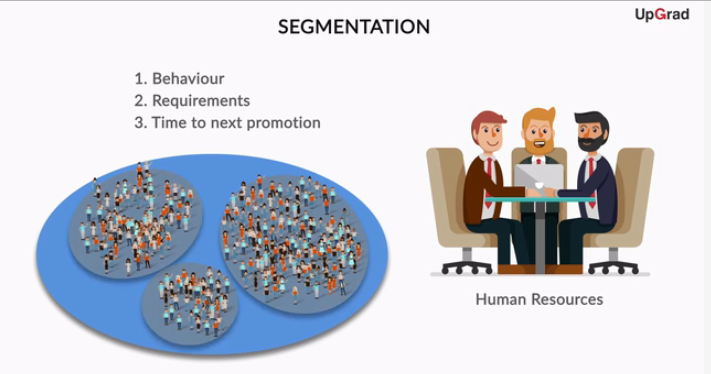 UpGrad
SEGMENTATION
1. Behaviour
2. Requirements
3. Time to next promotion
Human Resources